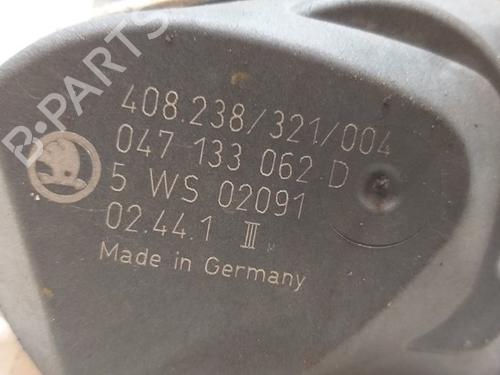 B-PARTS
408.238/321/004
047 133 062 D
5 WS 02091
02.44.1 III
Made in Germany